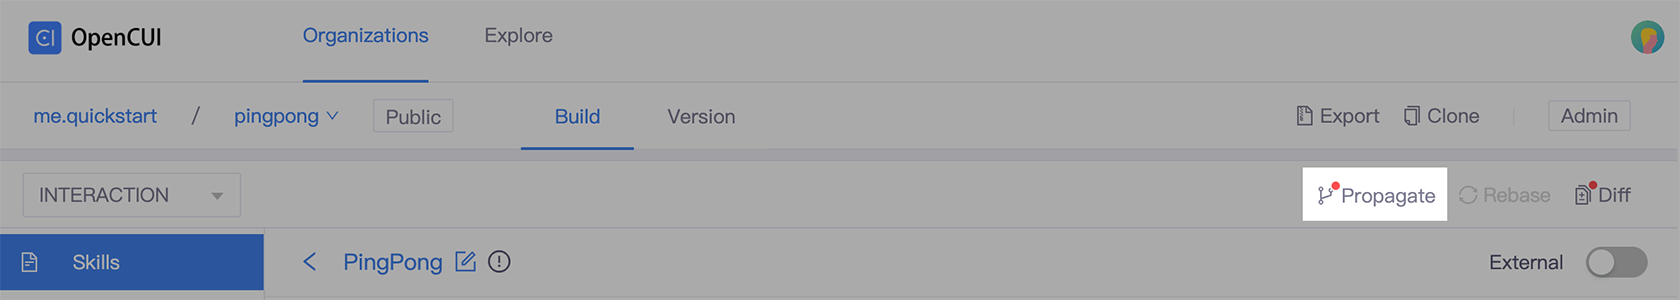 CI OpenCUI Organizations Explore
me.quickstart / pingpong Public Build Version Export Clone Admin
INTERACTION Propagate Rebase Diff
Skills PingPong External